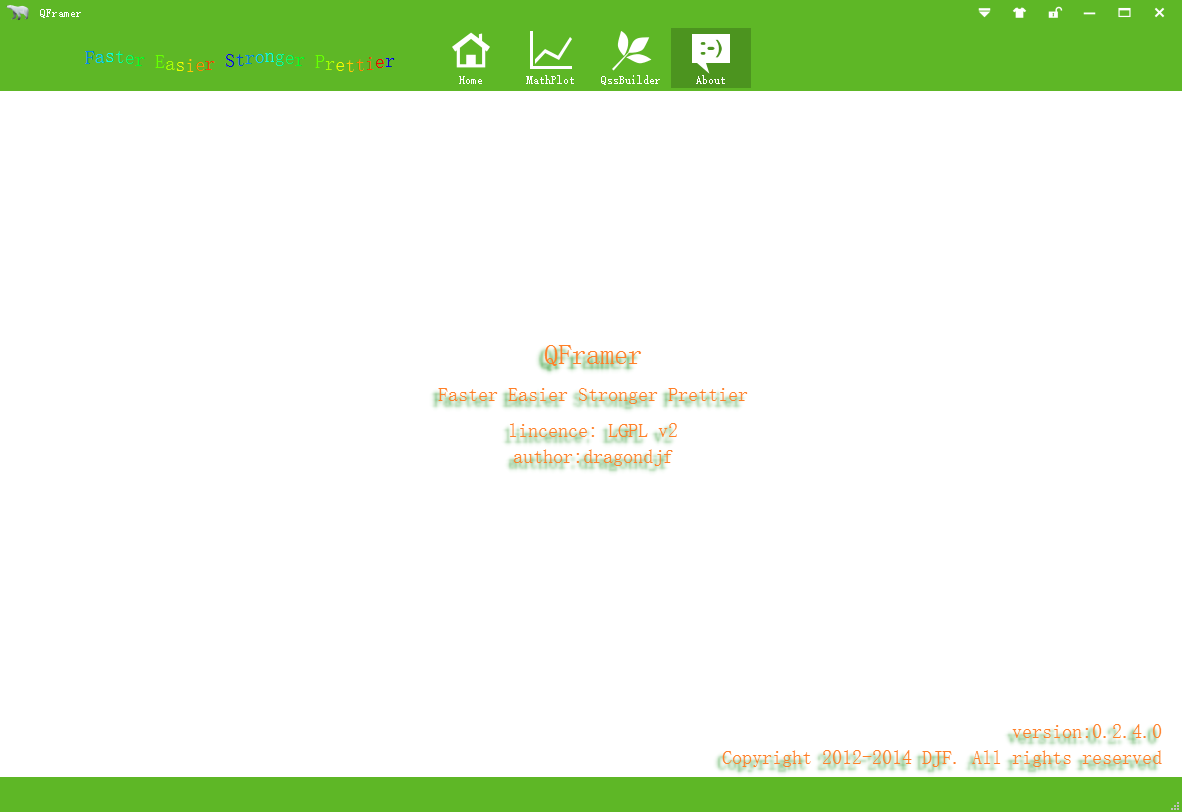 QFramer
Faster Easier Stronger Prettier
Home
MathPlot
QssBuilder
:-)
About
QFramer
Faster Easier Stronger Prettier
lincence: LGPL v2
author:dragondjf
version:0.2.4.0
Copyright 2012-2014 DJF. All rights reserved